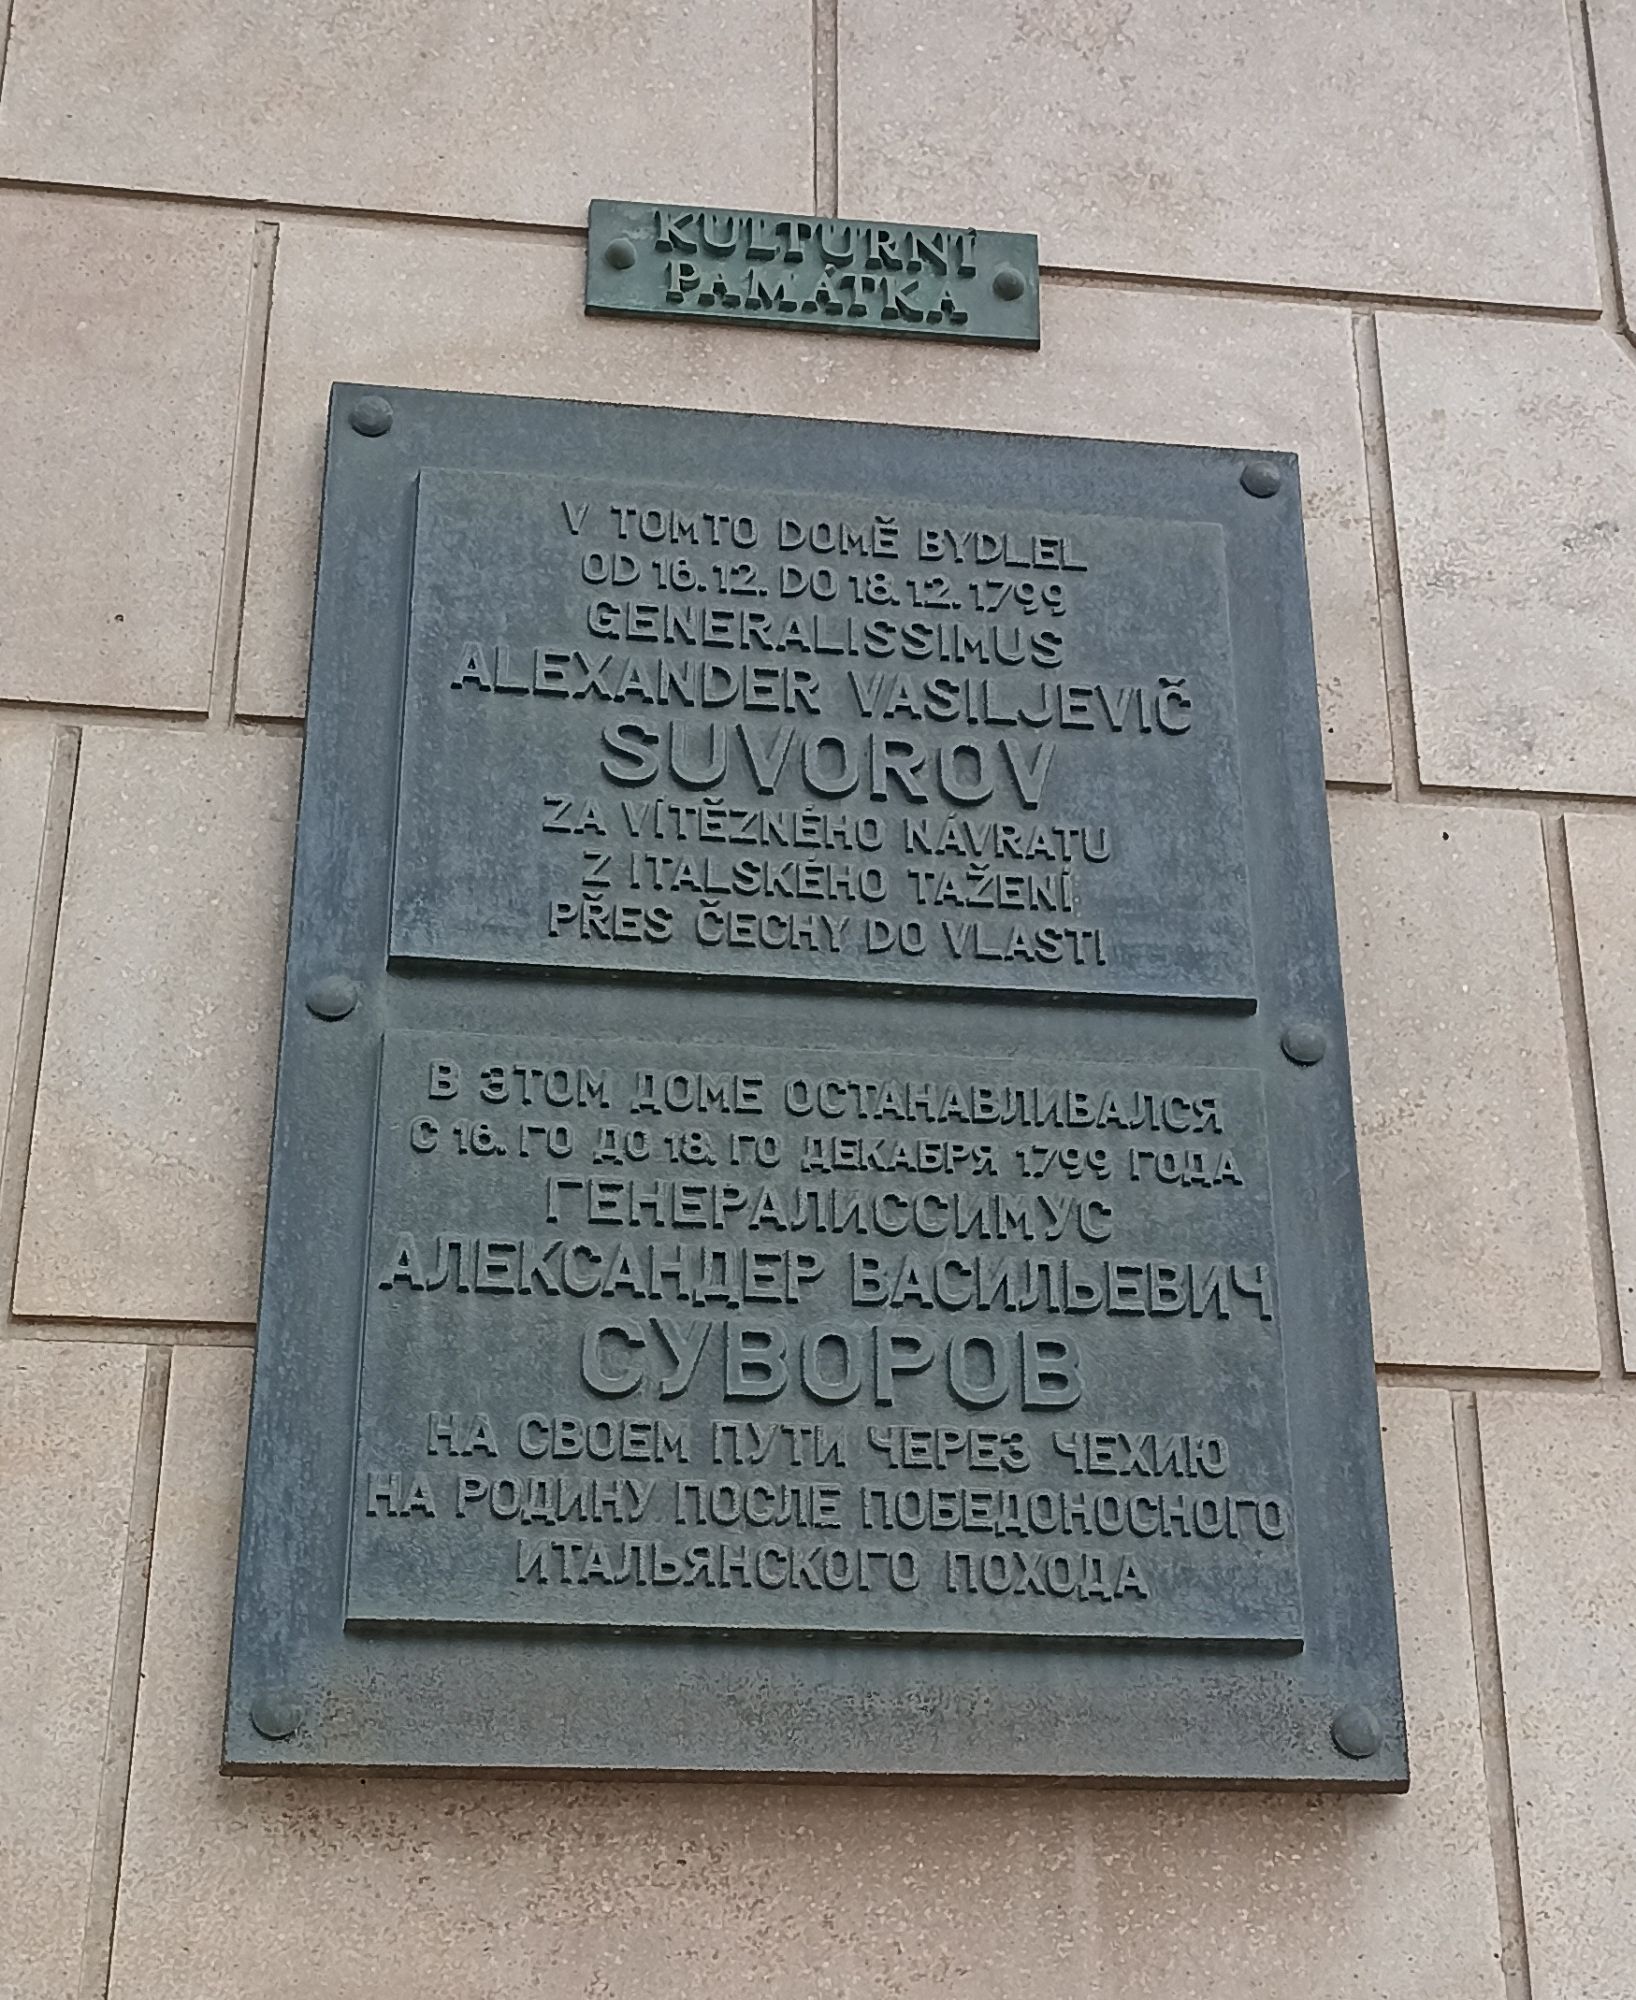 KULTURNÍ
PAMÁTKA
V TOMTO DOMĚ BYDLEL
OD 16. 12. DO 18. 12. 1799
GENERALISSIMUS
ALEXANDER VASILJEVIČ
SUVOROV
ZA VÍTĚZNÉHO NÁVRATU
Z ITALSKÉHO TAŽENÍ
PŘES ČECHY DO VLASTI
В ЭТОМ ДОМЕ ОСТАНАВЛИВАЛСЯ
С 16. ГО ДО 18. ГО ДЕКАБРЯ 1799 ГОДА
ГЕНЕРАЛИССИМУС
АЛЕКСАНДЕР ВАСИЛЬЕВИЧ
СУВОРОВ
НА СВОЕМ ПУТИ ЧЕРЕЗ ЧЕХИЮ
НА РОДИНУ ПОСЛЕ ПОБЕДОНОСНОГО
ИТАЛЬЯНСКОГО ПОХОДА